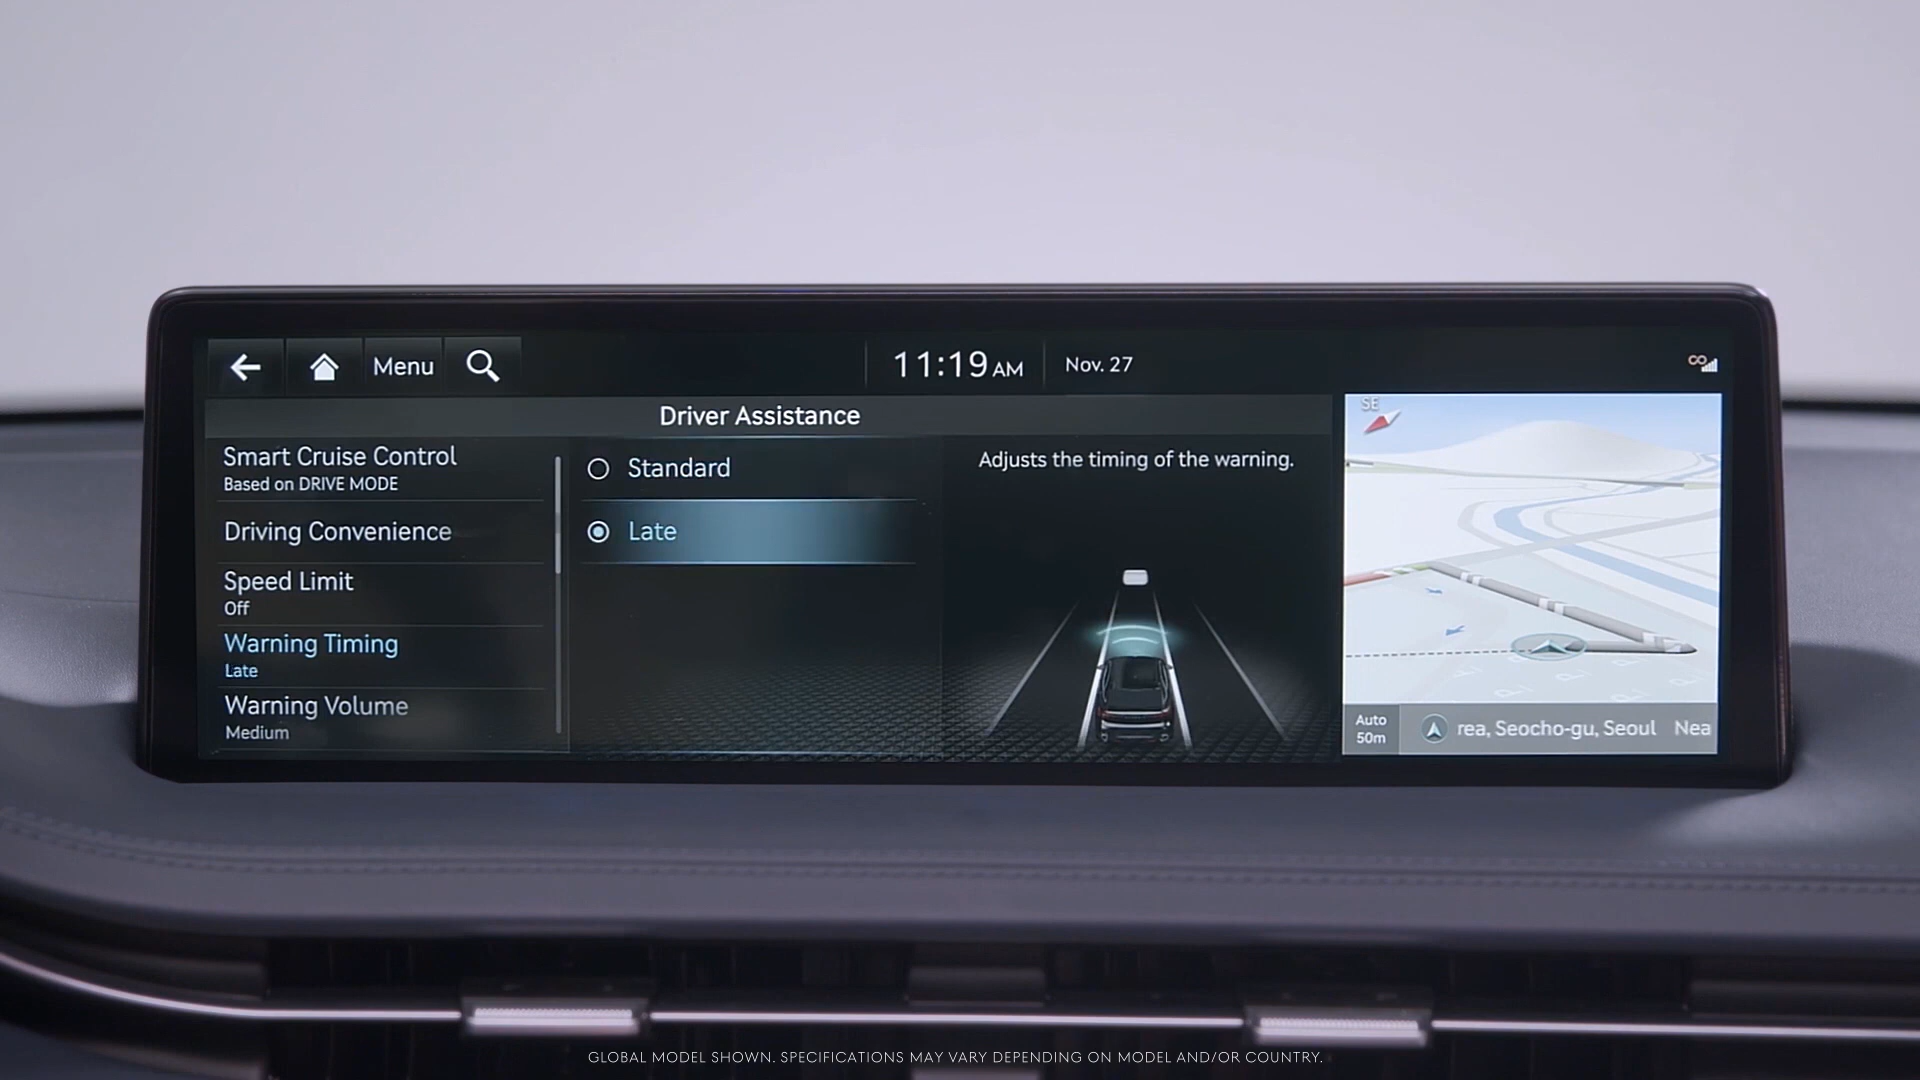 Menu
11:19 AM
Nov. 27
Driver Assistance
Smart Cruise Control
Based on DRIVE MODE
Driving Convenience
Speed Limit
Off
Warning Timing
Late
Warning Volume
Medium
Standard
Late
Adjusts the timing of the warning.
SE
Auto
50m
rea, Seocho-gu, Seoul Nea
GLOBAL MODEL SHOWN. SPECIFICATIONS MAY VARY DEPENDING ON MODEL AND/OR COUNTRY.